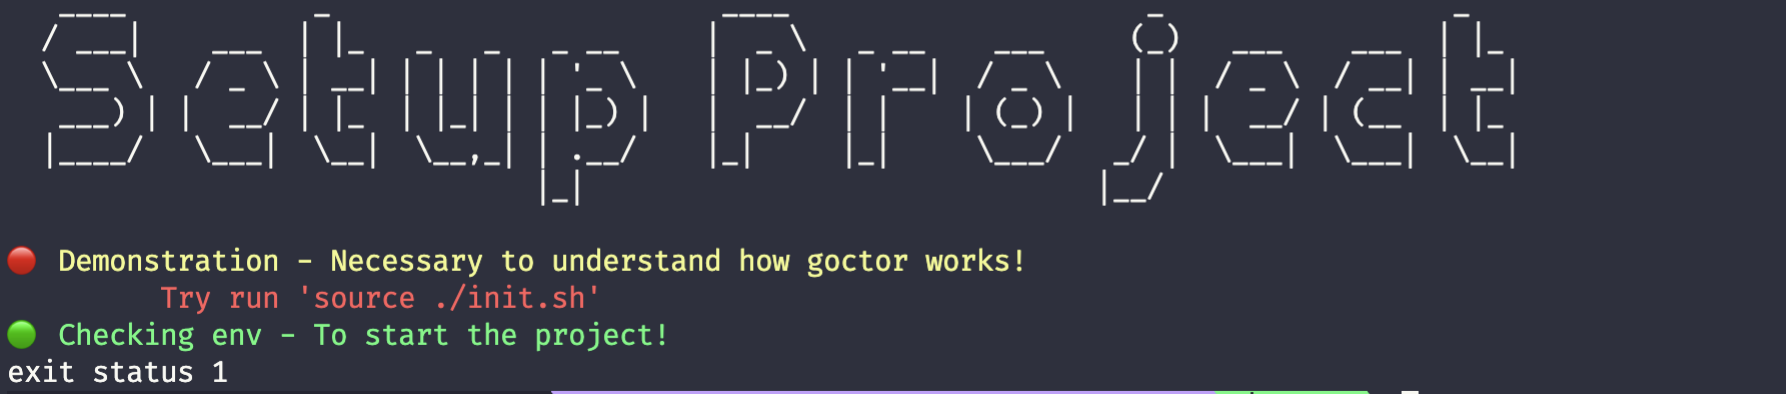 Setup Project
Demonstration - Necessary to understand how goctor works!
Try run 'source ./init.sh'
Checking env - To start the project!
exit status 1